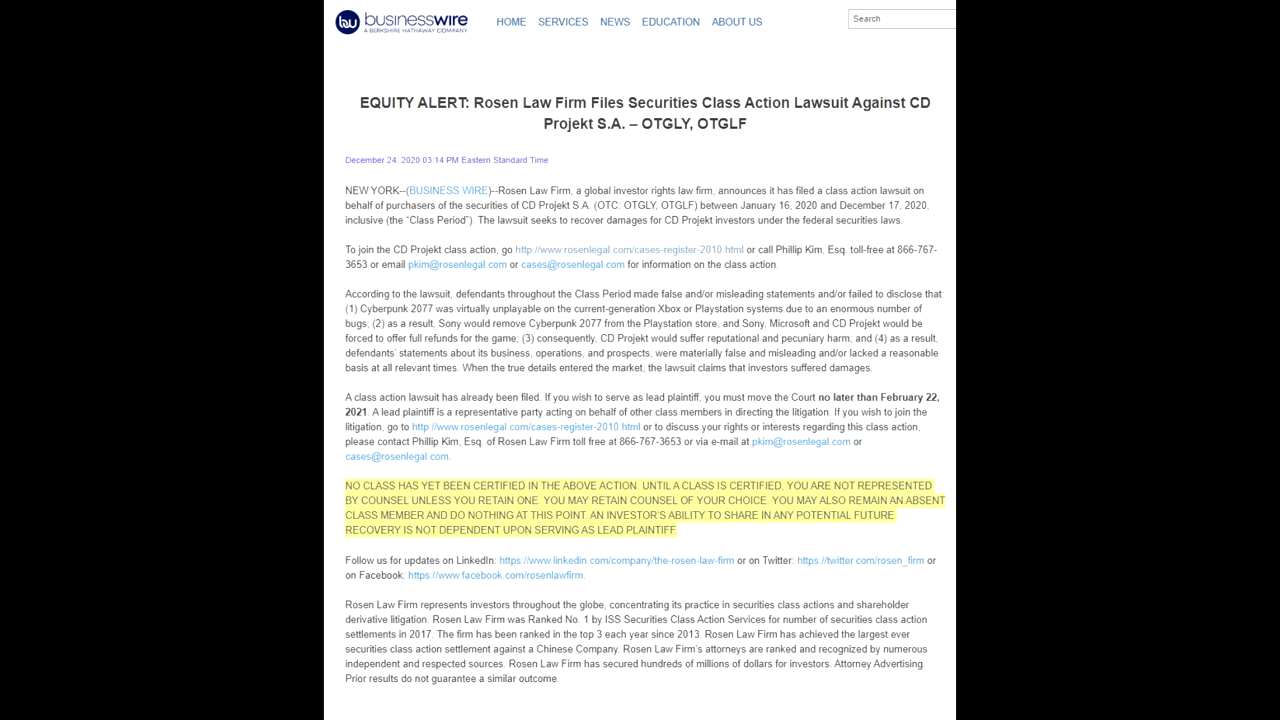 bw businesswire
A BERKSHIRE HATHAWAY COMPANY
HOME SERVICES NEWS EDUCATION ABOUT US
Search
EQUITY ALERT: Rosen Law Firm Files Securities Class Action Lawsuit Against CD
Projekt S.A. – OTGLY, OTGLF
December 24, 2020 03:14 PM Eastern Standard Time
NEW YORK--(BUSINESS WIRE)--Rosen Law Firm, a global investor rights law firm, announces it has filed a class action lawsuit on
behalf of purchasers of the securities of CD Projekt S.A. (OTC: OTGLY, OTGLF) between January 16, 2020 and December 17, 2020,
inclusive (the “Class Period”). The lawsuit seeks to recover damages for CD Projekt investors under the federal securities laws.
To join the CD Projekt class action, go http://www.rosenlegal.com/cases-register-2010.html or call Phillip Kim, Esq. toll-free at 866-767-
3653 or email pkim@rosenlegal.com or cases@rosenlegal.com for information on the class action.
According to the lawsuit, defendants throughout the Class Period made false and/or misleading statements and/or failed to disclose that:
(1) Cyberpunk 2077 was virtually unplayable on the current-generation Xbox or Playstation systems due to an enormous number of
bugs; (2) as a result, Sony would remove Cyberpunk 2077 from the Playstation store, and Sony, Microsoft and CD Projekt would be
forced to offer full refunds for the game; (3) consequently, CD Projekt would suffer reputational and pecuniary harm; and (4) as a result,
defendants’ statements about its business, operations, and prospects, were materially false and misleading and/or lacked a reasonable
basis at all relevant times. When the true details entered the market, the lawsuit claims that investors suffered damages.
A class action lawsuit has already been filed. If you wish to serve as lead plaintiff, you must move the Court no later than February 22,
2021. A lead plaintiff is a representative party acting on behalf of other class members in directing the litigation. If you wish to join the
litigation, go to http://www.rosenlegal.com/cases-register-2010.html or to discuss your rights or interests regarding this class action,
please contact Phillip Kim, Esq. of Rosen Law Firm toll free at 866-767-3653 or via e-mail at pkim@rosenlegal.com or
cases@rosenlegal.com.
NO CLASS HAS YET BEEN CERTIFIED IN THE ABOVE ACTION. UNTIL A CLASS IS CERTIFIED, YOU ARE NOT REPRESENTED
BY COUNSEL UNLESS YOU RETAIN ONE. YOU MAY RETAIN COUNSEL OF YOUR CHOICE. YOU MAY ALSO REMAIN AN ABSENT
CLASS MEMBER AND DO NOTHING AT THIS POINT. AN INVESTOR’S ABILITY TO SHARE IN ANY POTENTIAL FUTURE
RECOVERY IS NOT DEPENDENT UPON SERVING AS LEAD PLAINTIFF.
Follow us for updates on LinkedIn: https://www.linkedin.com/company/the-rosen-law-firm or on Twitter: https://twitter.com/rosen_firm or
on Facebook: https://www.facebook.com/rosenlawfirm.
Rosen Law Firm represents investors throughout the globe, concentrating its practice in securities class actions and shareholder
derivative litigation. Rosen Law Firm was Ranked No. 1 by ISS Securities Class Action Services for number of securities class action
settlements in 2017. The firm has been ranked in the top 3 each year since 2013. Rosen Law Firm has achieved the largest ever
securities class action settlement against a Chinese Company. Rosen Law Firm’s attorneys are ranked and recognized by numerous
independent and respected sources. Rosen Law Firm has secured hundreds of millions of dollars for investors. Attorney Advertising.
Prior results do not guarantee a similar outcome.